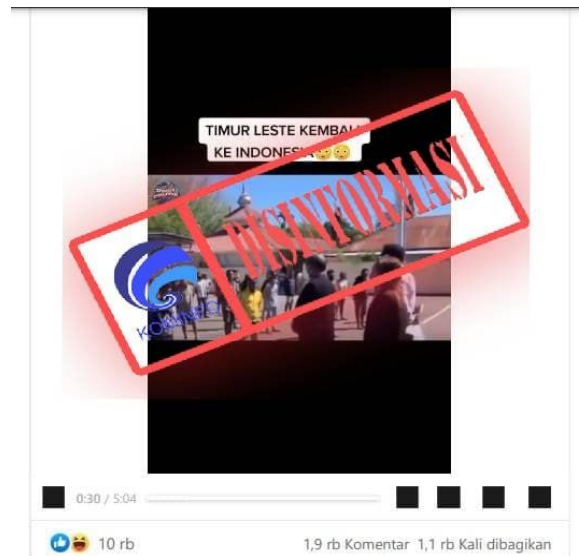 TIMUR LESTE KEMBALI
KE INDONESIA😳😳
DISINFORMASI
KOMINFO
0:30 / 5:04
10 rb
1,9 rb Komentar 1,1 rb Kali dibagikan